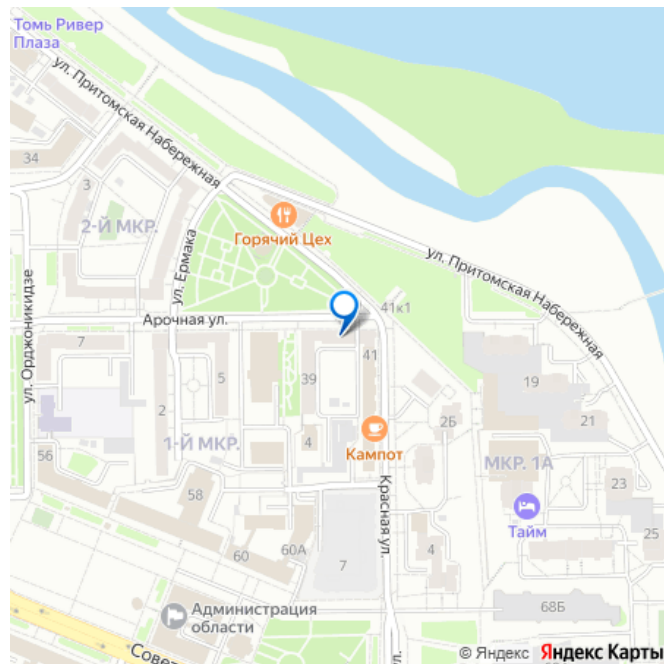 Томь Ривер
Плаза
ул. Притомская Набережная
34
3
2-Й МКР.
Горячий Цех
ул. Притомская Набережная
ул. Ермака
ул. Орджоникидзе
Арочная ул.
41к1
7
5
39
41
19
2Б
21
2
4
Кампот
1-Й МКР.
МКР. 1А
56
58
23
Красная ул.
Тайм
25
60
60А
7
4
68Б
Администрация
области
Совет
© Яндекс Яндекс Карты